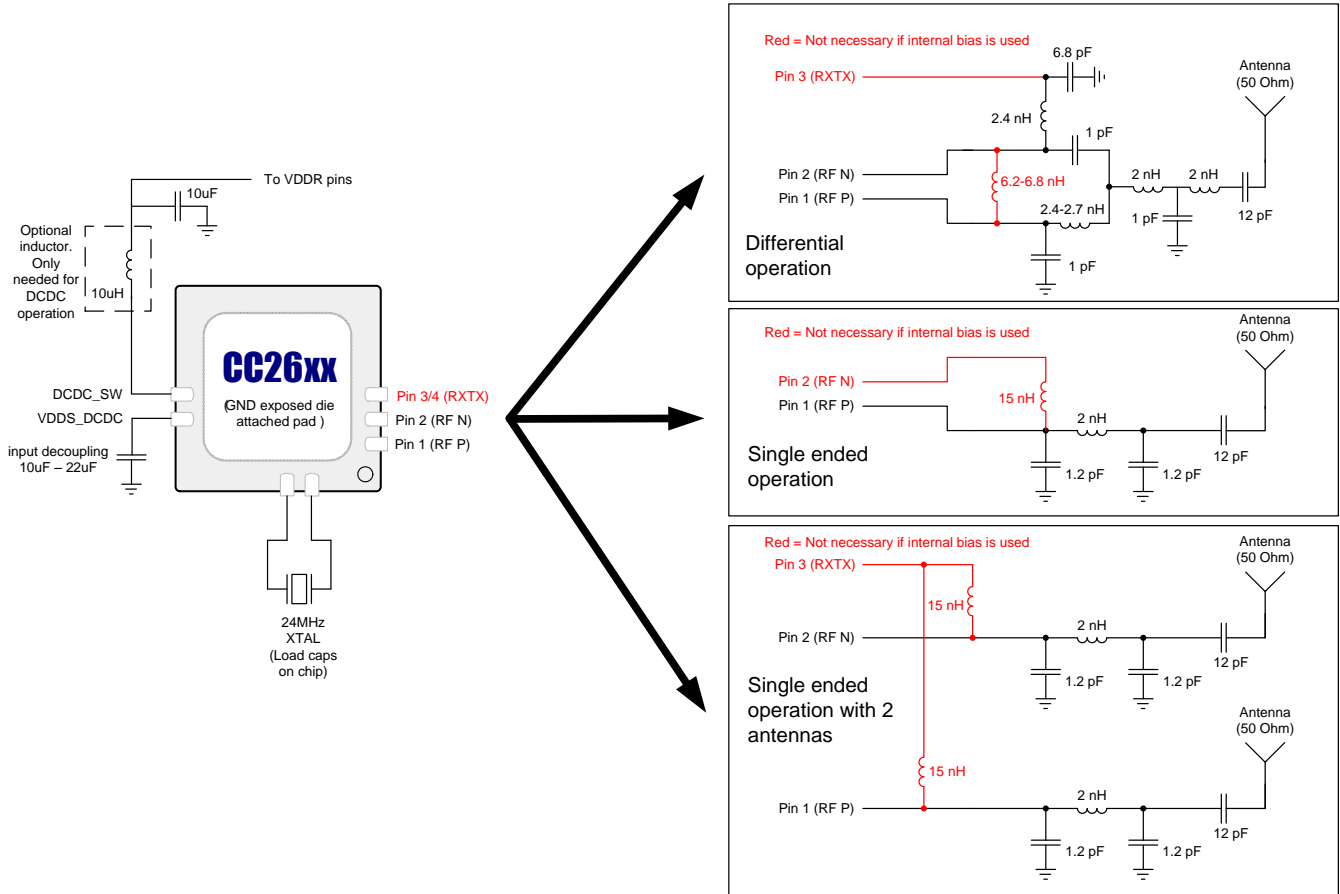 To VDDR pins
10uF
Optional
inductor.
Only
needed for
DCDC
operation
10uH
CC26xx
(GND exposed die
attached pad )
DCDC_SW
VDDS_DCDC
input decoupling
10uF – 22uF
Pin 3/4 (RXTX)
Pin 2 (RF N)
Pin 1 (RF P)
24MHz
XTAL
(Load caps
on chip)
Red = Not necessary if internal bias is used
Pin 3 (RXTX)
6.8 pF
Antenna
(50 Ohm)
2.4 nH
1 pF
Pin 2 (RF N)
Pin 1 (RF P)
6.2-6.8 nH
2 nH
2 nH
2.4-2.7 nH
1 pF
12 pF
Differential
operation
1 pF
Red = Not necessary if internal bias is used
Antenna
(50 Ohm)
Pin 2 (RF N)
Pin 1 (RF P)
15 nH
2 nH
12 pF
Single ended
operation
1.2 pF
1.2 pF
Red = Not necessary if internal bias is used
Pin 3 (RXTX)
Antenna
(50 Ohm)
15 nH
Pin 2 (RF N)
2 nH
12 pF
1.2 pF
1.2 pF
Single ended
operation with 2
antennas
Antenna
(50 Ohm)
15 nH
Pin 1 (RF P)
2 nH
12 pF
1.2 pF
1.2 pF